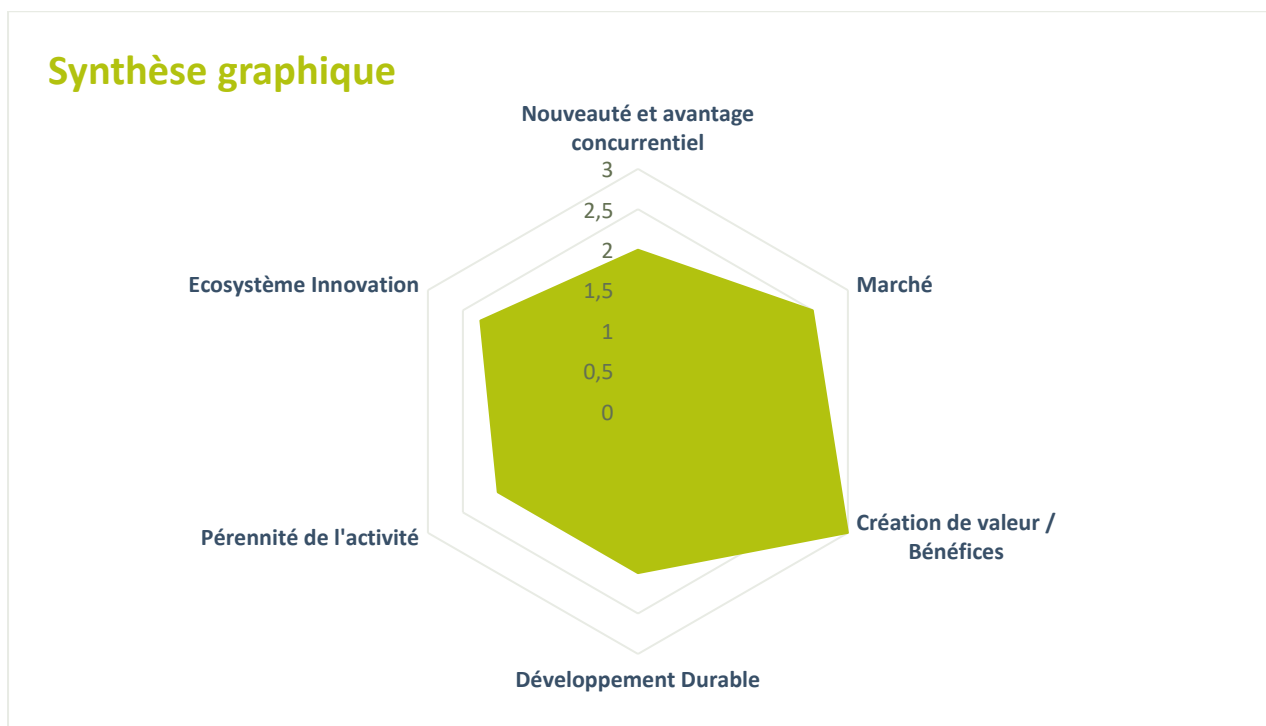 Synthèse graphique
Nouveauté et avantage
concurrentiel
3
2,5
2
1,5
1
0,5
0
Ecosystème Innovation
Marché
Pérennité de l'activité
Création de valeur /
Bénéfices
Développement Durable